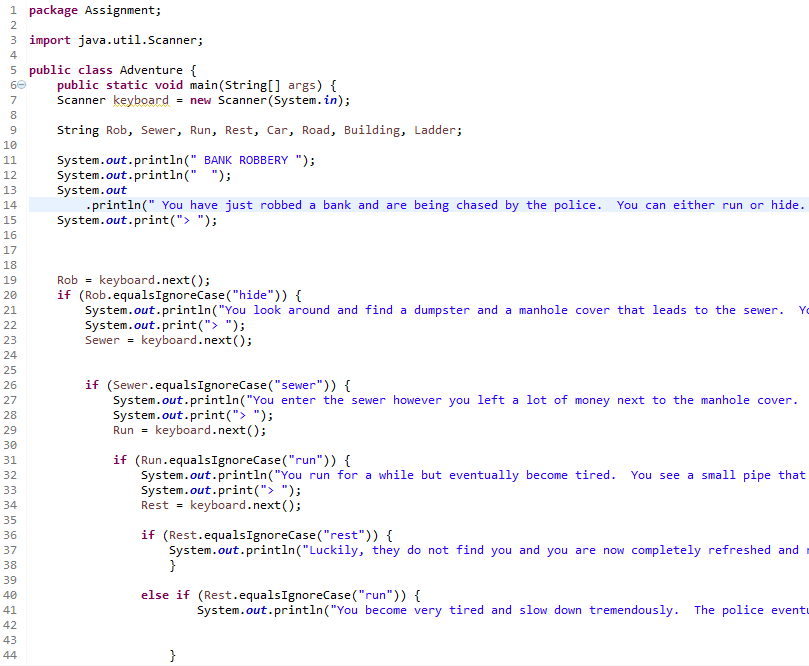 1 package Assignment;
2
3 import java.util.Scanner;
4
5 public class Adventure {
6 public static void main(String[] args) {
7 Scanner keyboard = new Scanner(System.in);
8
9 String Rob, Sewer, Run, Rest, Car, Road, Building, Ladder;
10
11 System.out.println(" BANK ROBBERY ");
12 System.out.println("  ");
13 System.out
14 .println(" You have just robbed a bank and are being chased by the police.  You can either run or hide.
15 System.out.print("> ");
16
17
18
19 Rob = keyboard.next();
20 if (Rob.equalsIgnoreCase("hide")) {
21 System.out.println("You look around and find a dumpster and a manhole cover that leads to the sewer.  Yo
22 System.out.print("> ");
23 Sewer = keyboard.next();
24
25
26 if (Sewer.equalsIgnoreCase("sewer")) {
27 System.out.println("You enter the sewer however you left a lot of money next to the manhole cover.
28 System.out.print("> ");
29 Run = keyboard.next();
30
31 if (Run.equalsIgnoreCase("run")) {
32 System.out.println("You run for a while but eventually become tired.  You see a small pipe that
33 System.out.print("> ");
34 Rest = keyboard.next();
35
36 if (Rest.equalsIgnoreCase("rest")) {
37 System.out.println("Luckily, they do not find you and you are now completely refreshed and
38 }
39
40 else if (Rest.equalsIgnoreCase("run")) {
41 System.out.println("You become very tired and slow down tremendously.  The police eventu
42
43
44 }